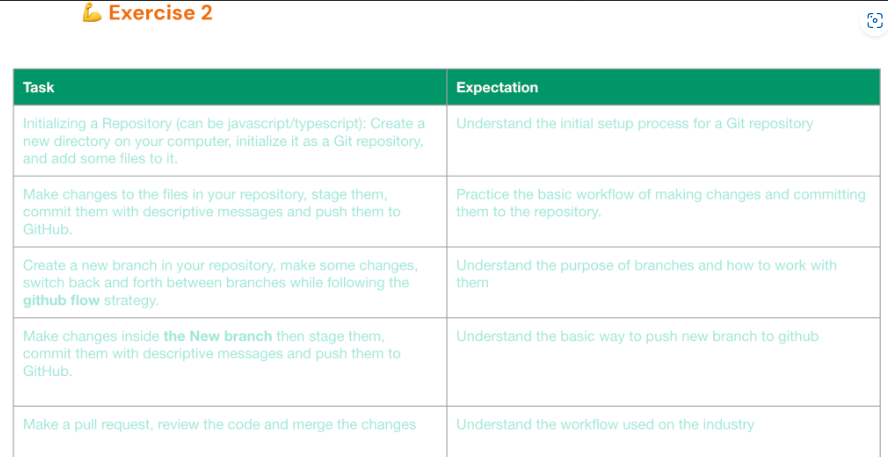 💪 Exercise 2
Task
Expectation
Initializing a Repository (can be javascript/typescript): Create a
new directory on your computer, initialize it as a Git repository,
and add some files to it.
Understand the initial setup process for a Git repository
Make changes to the files in your repository, stage them,
commit them with descriptive messages and push them to
GitHub.
Practice the basic workflow of making changes and committing
them to the repository.
Create a new branch in your repository, make some changes,
switch back and forth between branches while following the
github flow strategy.
Understand the purpose of branches and how to work with
them
Make changes inside the New branch then stage them,
commit them with descriptive messages and push them to
GitHub.
Understand the basic way to push new branch to github
Make a pull request, review the code and merge the changes
Understand the workflow used on the industry